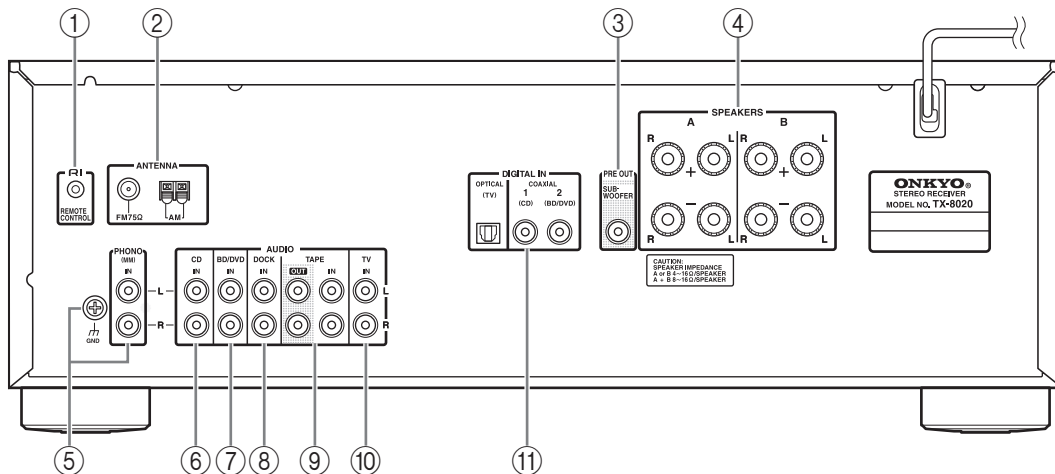 ① ② ③ ④
SPEAKERS
A B
R L R L
+ +
− −
R L R L
ANTENNA
RI
REMOTE
CONTROL
FM75Ω
AM
DIGITAL IN
OPTICAL
(TV)
COAXIAL
1 2
(CD) (BD/DVD)
PRE OUT
SUB-
WOOFER
ONKYO®
STEREO RECEIVER
MODEL NO. TX-8020
CAUTION:
SPEAKER IMPEDANCE
A or B 4~16Ω/SPEAKER
A + B 8~16Ω/SPEAKER
PHONO
(MM)
IN
GND
L
R
AUDIO
CD BD/DVD DOCK TAPE TV
IN IN IN OUT IN IN
L
R
⑤ ⑥ ⑦ ⑧ ⑨ ⑩ ⑪